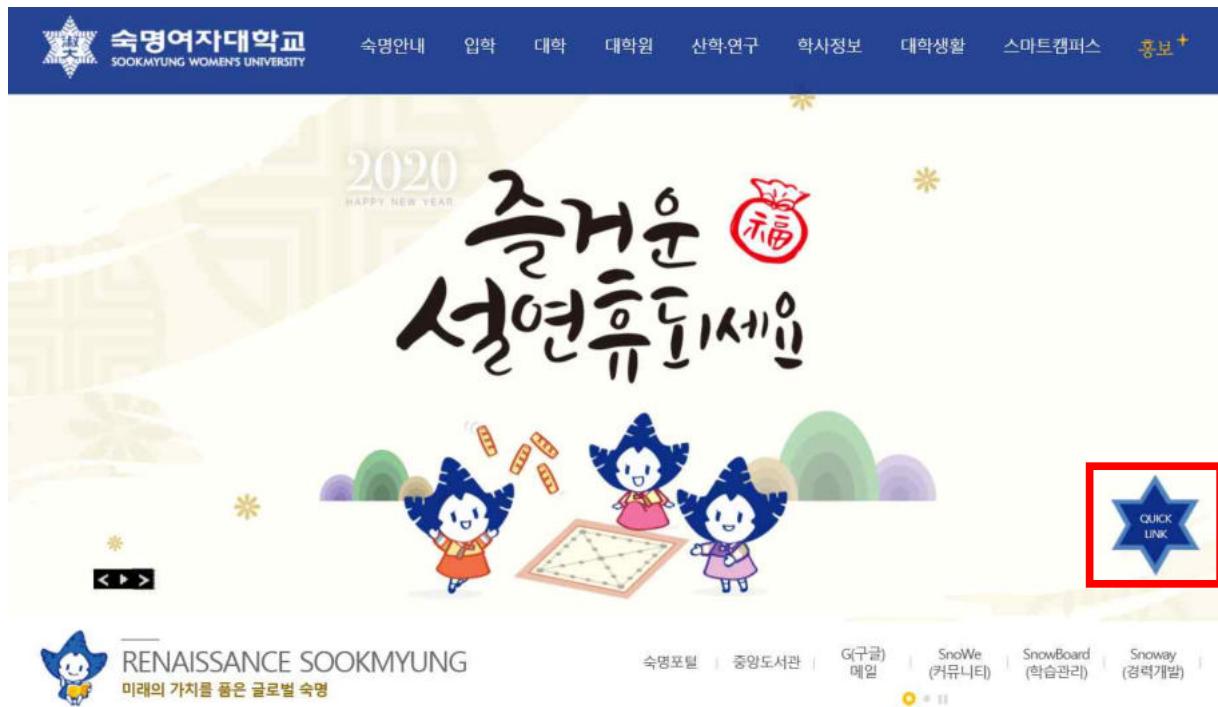 숙명여자대학교
SOOKMYUNG WOMEN'S UNIVERSITY
숙명안내 입학 대학 대학원 산학·연구 학사정보 대학생활 스마트캠퍼스 홍보+
2020
HAPPY NEW YEAR
즐거운 福
설연휴되세요
QUICK
LINK
RENAISSANCE SOOKMYUNG
미래의 가치를 품은 글로벌 숙명
숙명포털 | 중앙도서관 | G(구글) 메일 | SnoWe (커뮤니티) | SnowBoard (학습관리) | Snoway (경력개발) |